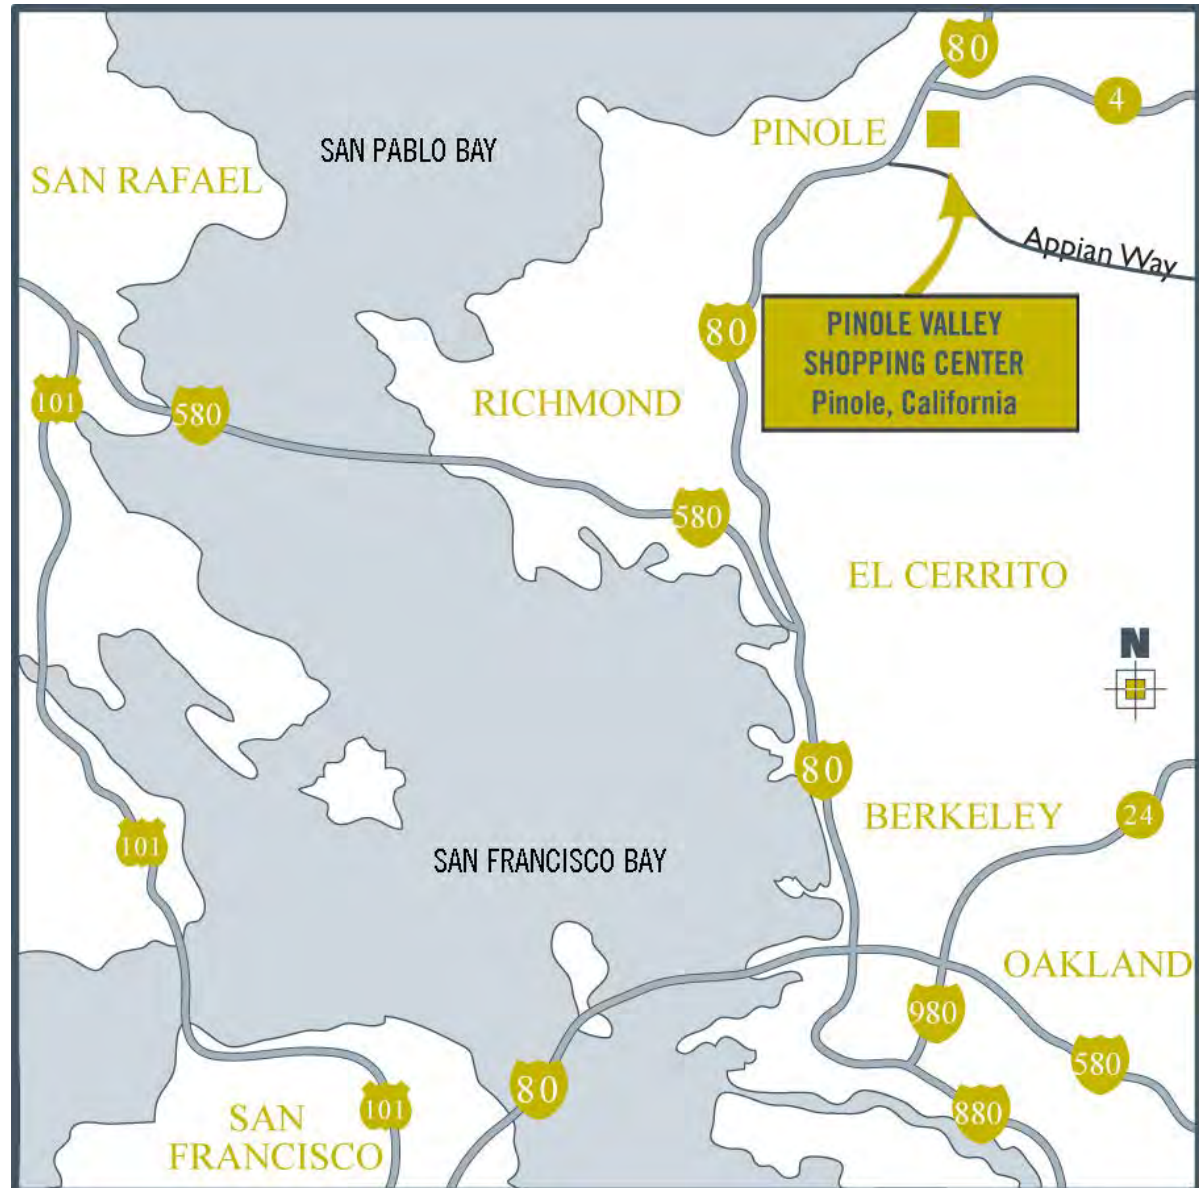 80
4
PINOLE
SAN PABLO BAY
SAN RAFAEL
Appian Way
80
PINOLE VALLEY
SHOPPING CENTER
Pinole, California
101
580
RICHMOND
580
EL CERRITO
N
80
BERKELEY
24
101
SAN FRANCISCO BAY
OAKLAND
980
580
80
101
880
SAN
FRANCISCO